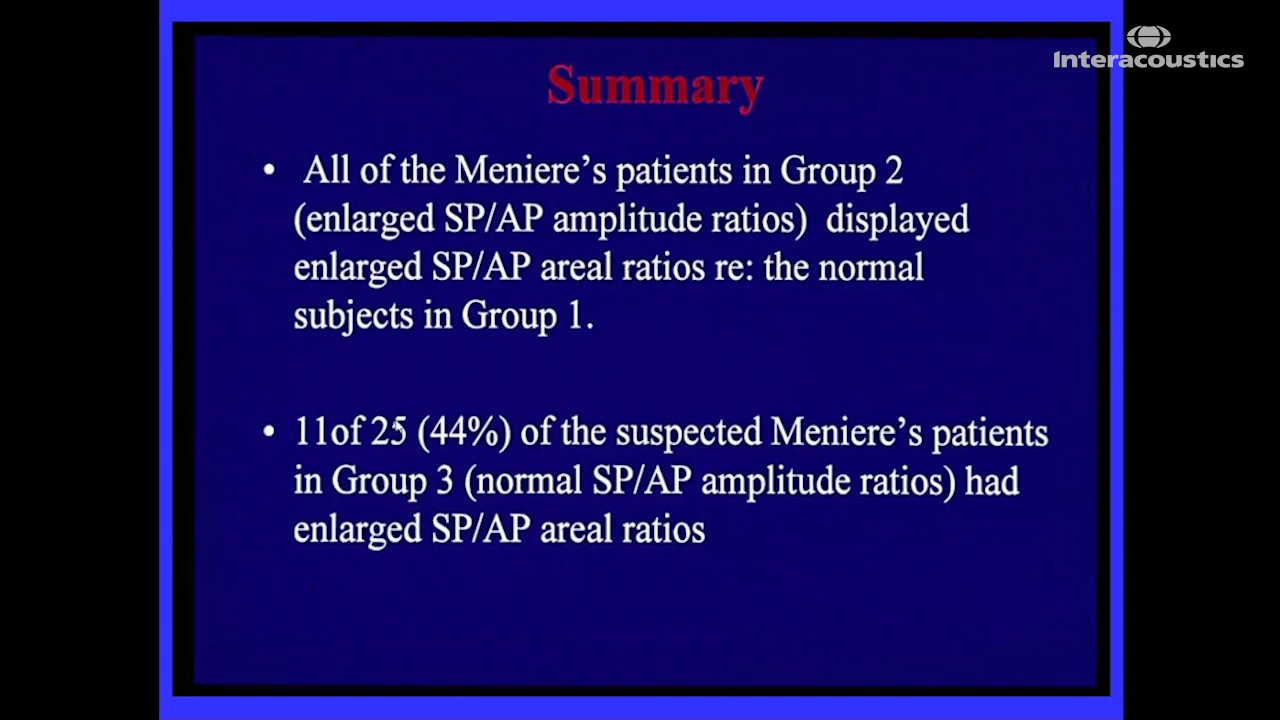 Interacoustics
Summary
• All of the Meniere’s patients in Group 2
(enlarged SP/AP amplitude ratios) displayed
enlarged SP/AP areal ratios re: the normal
subjects in Group 1.
• 11of 25 (44%) of the suspected Meniere’s patients
in Group 3 (normal SP/AP amplitude ratios) had
enlarged SP/AP areal ratios